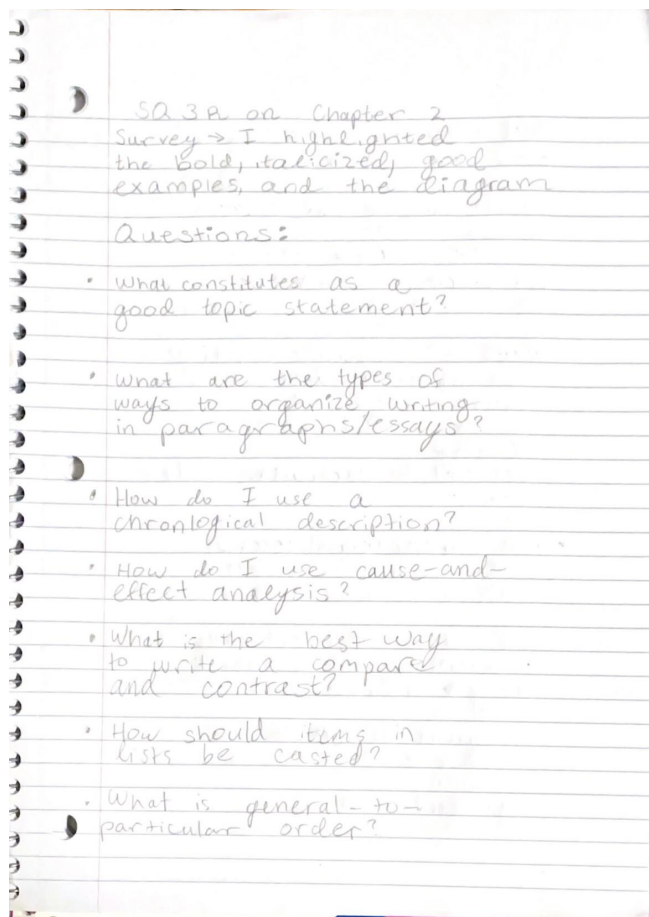 SQ 3R on Chapter 2
Survey → I highlighted
the bold, italicized, good
examples, and the diagram
Questions:
• What constitutes as a
good topic statement?
• What are the types of
ways to organize writing
in paragraphs/essays?
• How do I use a
chronlogical description?
• How do I use cause-and-
effect analysis?
• What is the best way
to write a compare
and contrast?
• How should items in
lists be casted?
• What is general-to-
particular order?